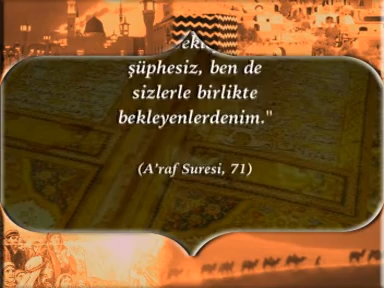 şüphesiz, ben de
sizlerle birlikte
bekleyenlerdenim."
(A'raf Suresi, 71)